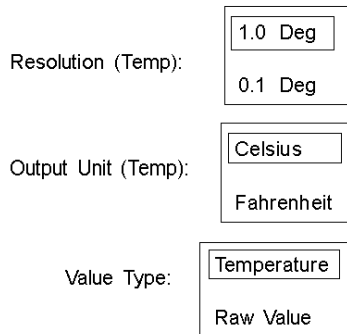 1.0 Deg
Resolution (Temp):
0.1 Deg
Celsius
Output Unit (Temp):
Fahrenheit
Temperature
Value Type:
Raw Value